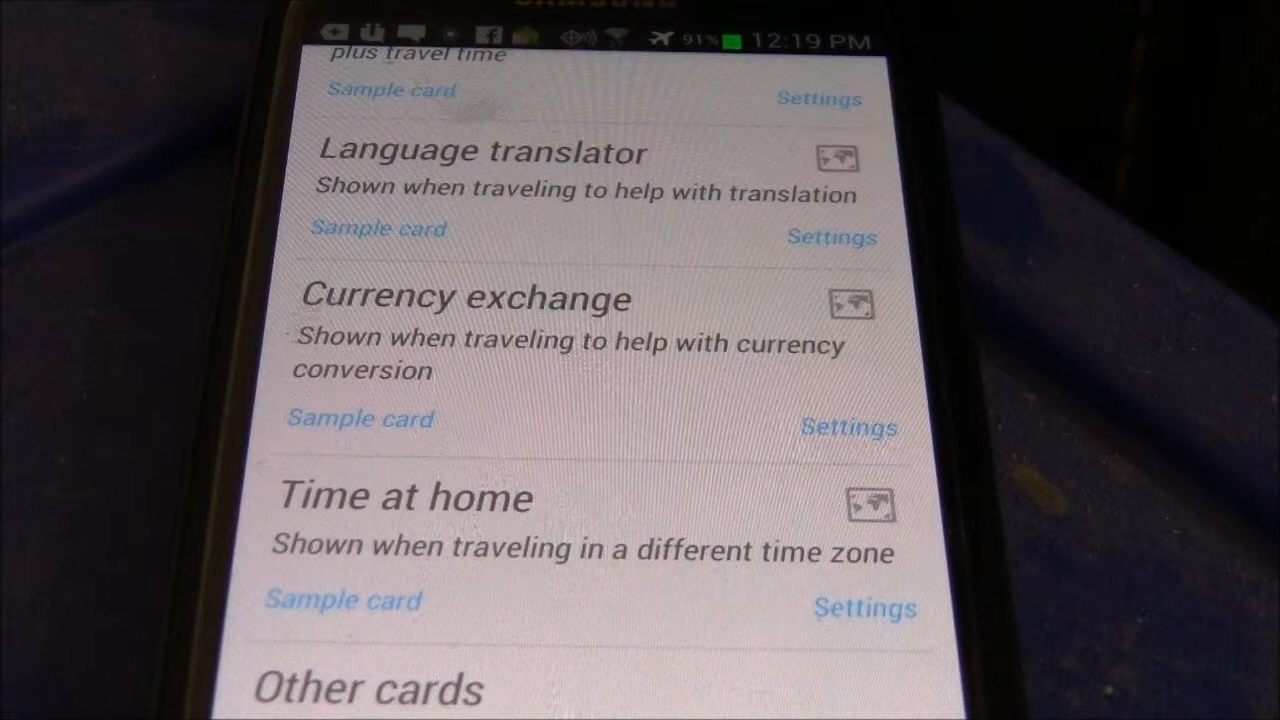 SAMSUNG
91% 12:19 PM
plus travel time
Sample card Settings
Language translator
Shown when traveling to help with translation
Sample card Settings
Currency exchange
Shown when traveling to help with currency
conversion
Sample card Settings
Time at home
Shown when traveling in a different time zone
Sample card Settings
Other cards